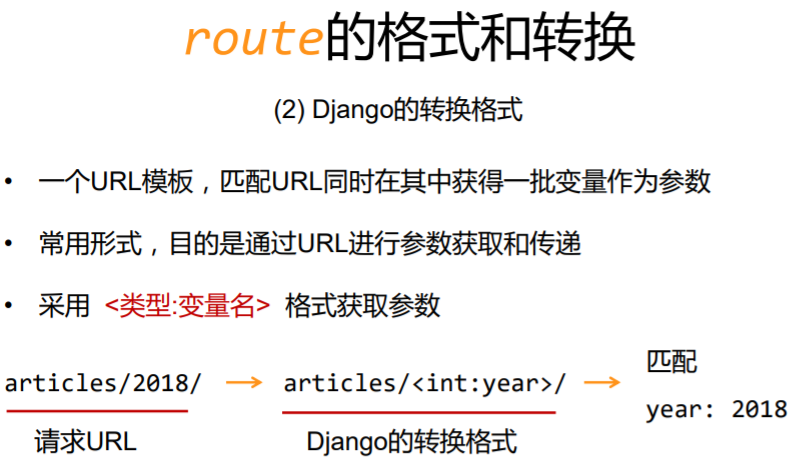 route的格式和转换
(2) Django的转换格式
• 一个URL模板，匹配URL同时在其中获得一批变量作为参数
• 常用形式，目的是通过URL进行参数获取和传递
• 采用 <类型:变量名> 格式获取参数
articles/2018/ → articles/<int:year>/ → 匹配
year: 2018
请求URL Django的转换格式